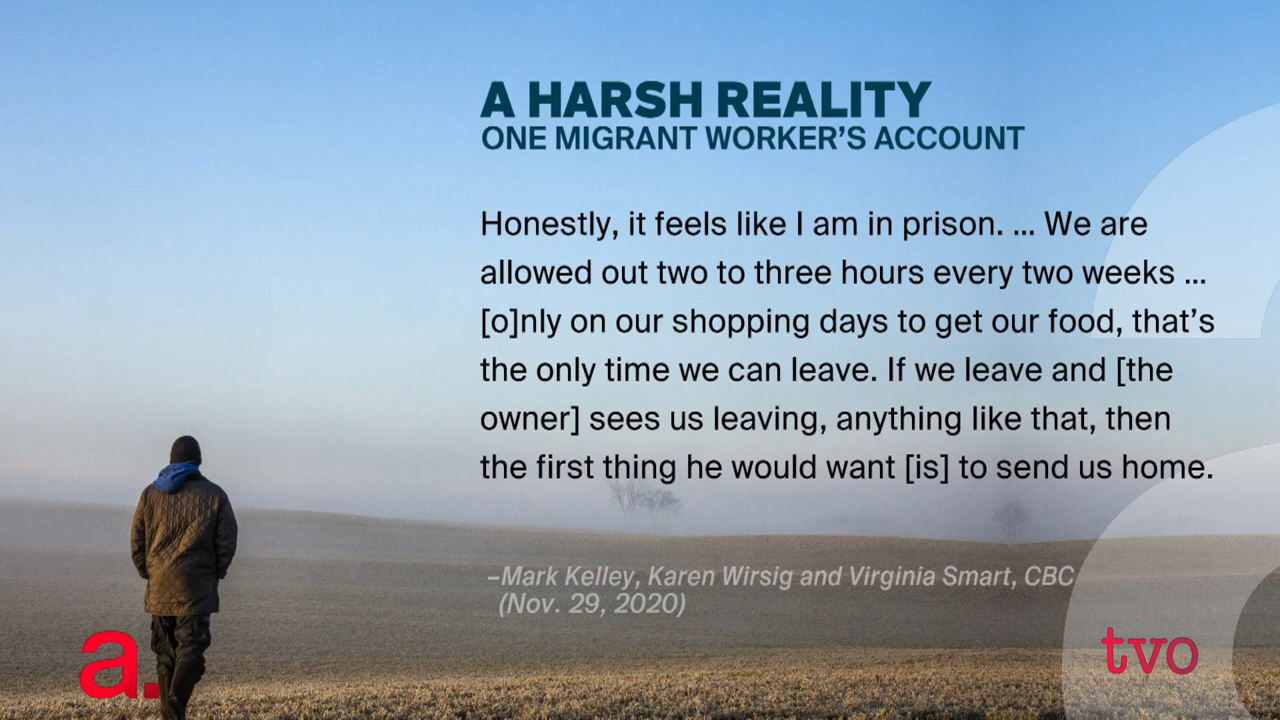 A HARSH REALITY
ONE MIGRANT WORKER'S ACCOUNT
Honestly, it feels like I am in prison. ... We are
allowed out two to three hours every two weeks ...
[o]nly on our shopping days to get our food, that's
the only time we can leave. If we leave and [the
owner] sees us leaving, anything like that, then
the first thing he would want [is] to send us home.
–Mark Kelley, Karen Wirsig and Virginia Smart, CBC
(Nov. 29, 2020)
a.
tvo